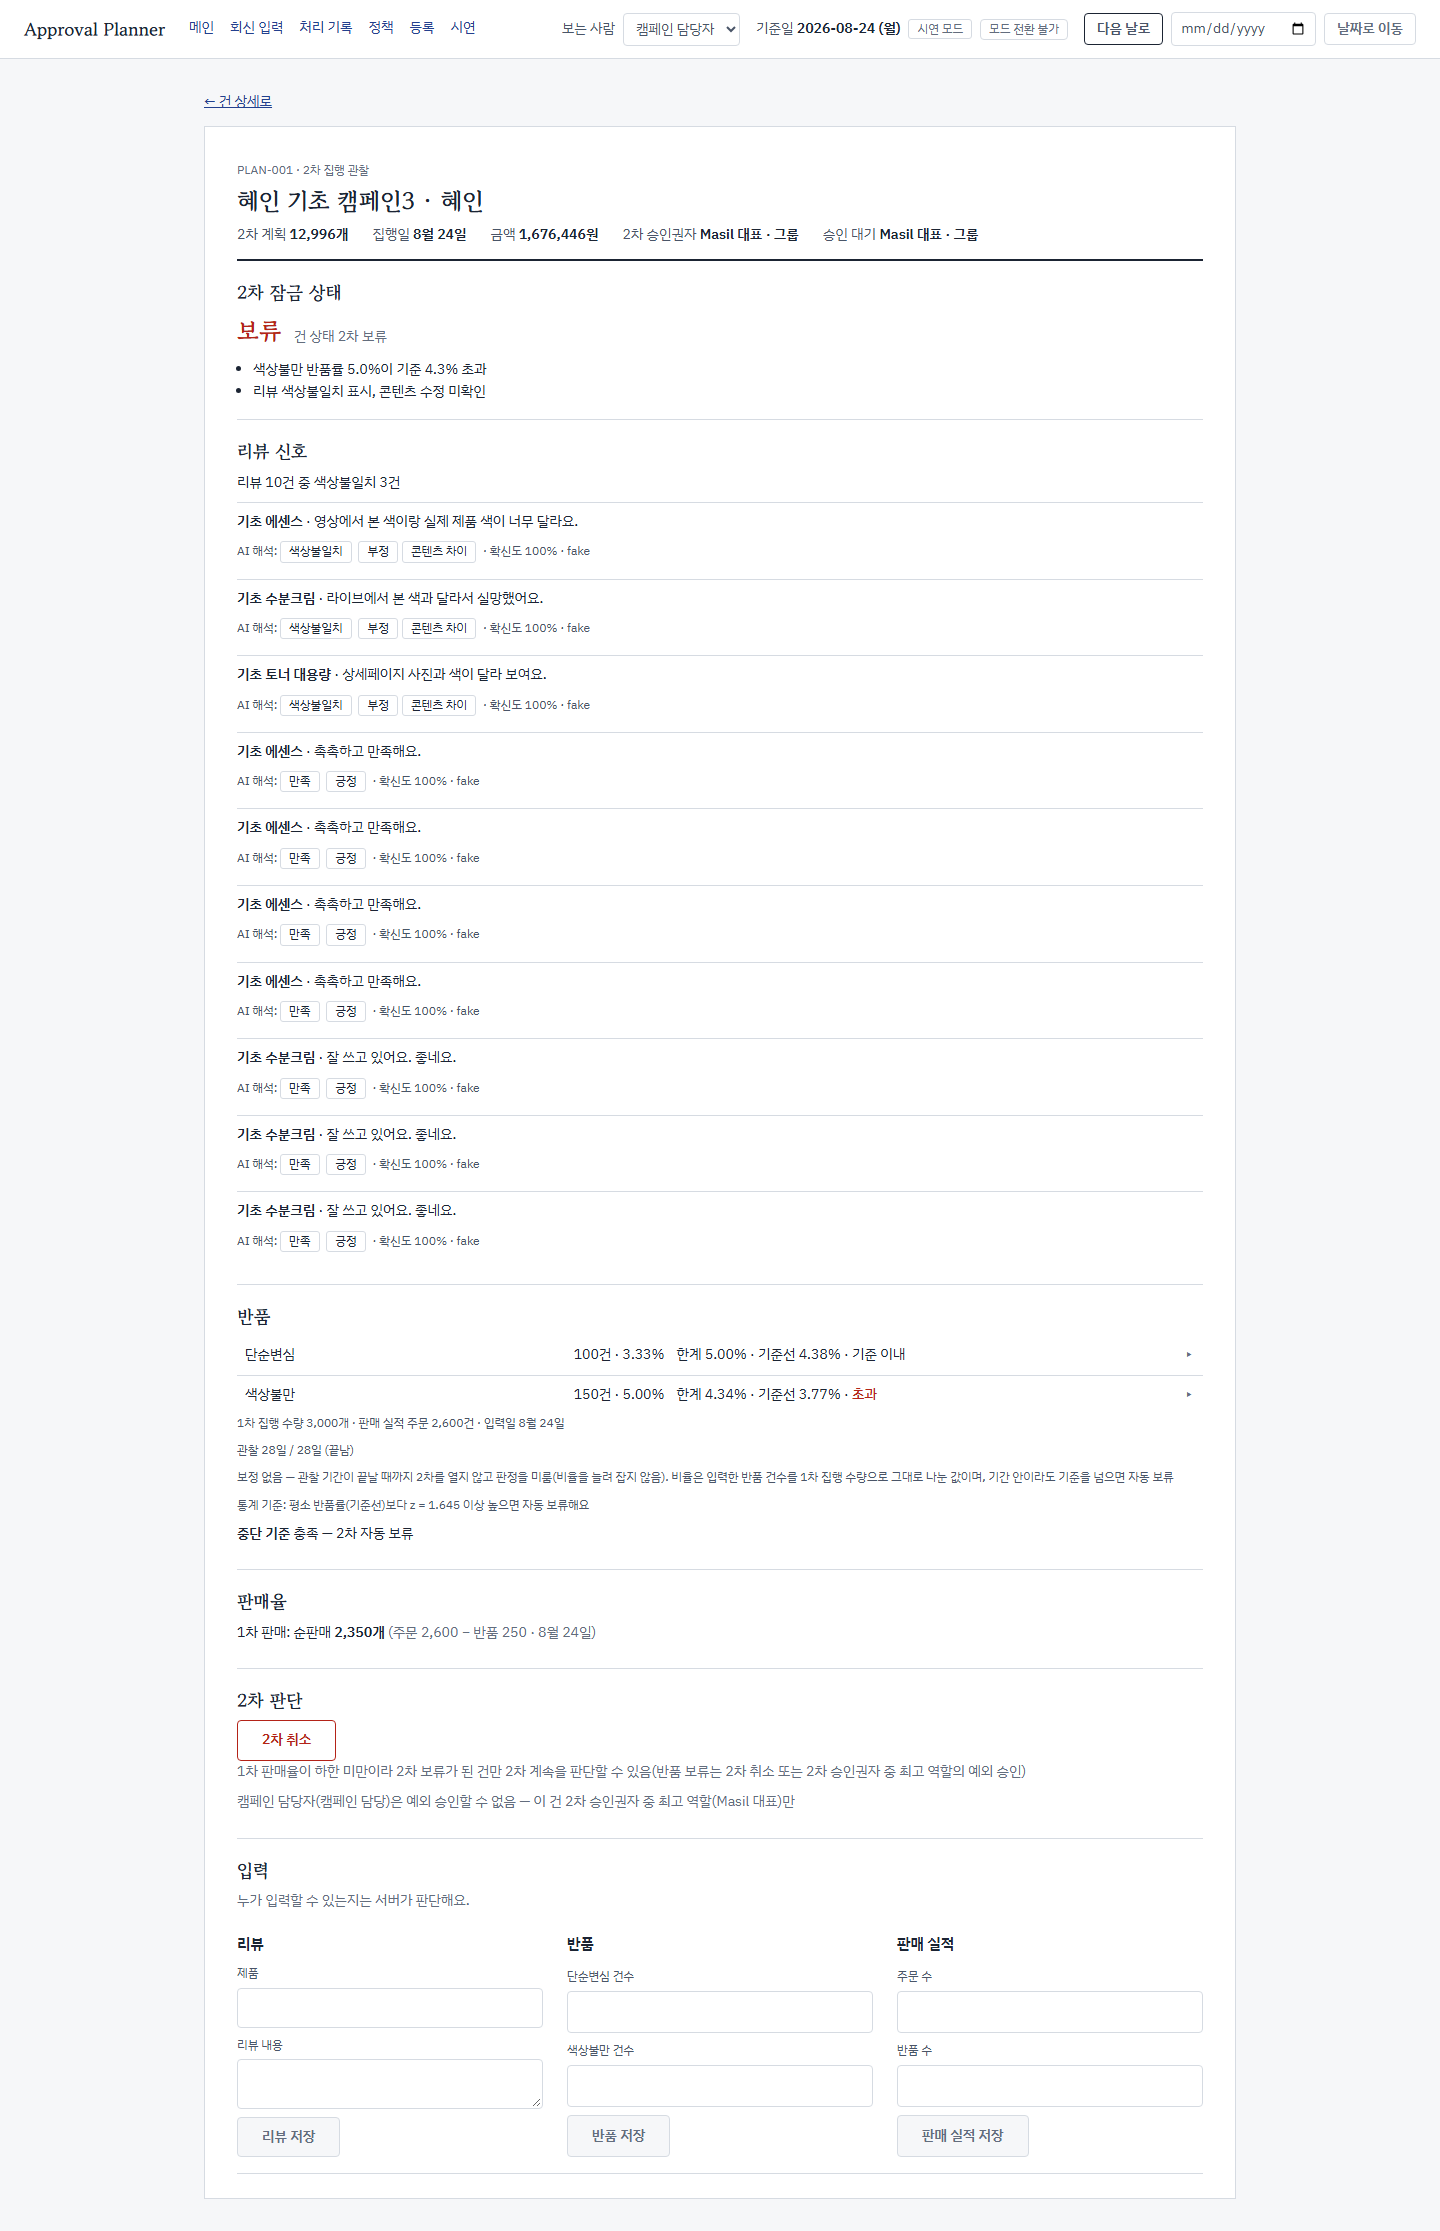 Approval Planner 메인 회신 입력 처리 기록 정책 등록 시연 보는 사람 캠페인 담당자 기준일 2026-08-24 (월) 시연 모드 모드 전환 불가 다음 날로 mm/dd/yyyy 날짜로 이동
← 건 상세로
PLAN-001 · 2차 집행 관찰
혜인 기초 캠페인3 · 혜인
2차 계획 12,996개 집행일 8월 24일 금액 1,676,446원 2차 승인권자 Masil 대표 · 그룹 승인 대기 Masil 대표 · 그룹
2차 잠금 상태
보류 건 상태 2차 보류
• 색상불만 반품률 5.0%이 기준 4.3% 초과
• 리뷰 색상불일치 표시, 콘텐츠 수정 미확인
리뷰 신호
리뷰 10건 중 색상불일치 3건
기초 에센스 · 영상에서 본 색이랑 실제 제품 색이 너무 달라요.
AI 해석: 색상불일치 부정 콘텐츠 차이 · 확신도 100% · fake
기초 수분크림 · 라이브에서 본 색과 달라서 실망했어요.
AI 해석: 색상불일치 부정 콘텐츠 차이 · 확신도 100% · fake
기초 토너 대용량 · 상세페이지 사진과 색이 달라 보여요.
AI 해석: 색상불일치 부정 콘텐츠 차이 · 확신도 100% · fake
기초 에센스 · 촉촉하고 만족해요.
AI 해석: 만족 긍정 · 확신도 100% · fake
기초 에센스 · 촉촉하고 만족해요.
AI 해석: 만족 긍정 · 확신도 100% · fake
기초 에센스 · 촉촉하고 만족해요.
AI 해석: 만족 긍정 · 확신도 100% · fake
기초 에센스 · 촉촉하고 만족해요.
AI 해석: 만족 긍정 · 확신도 100% · fake
기초 수분크림 · 잘 쓰고 있어요. 좋네요.
AI 해석: 만족 긍정 · 확신도 100% · fake
기초 수분크림 · 잘 쓰고 있어요. 좋네요.
AI 해석: 만족 긍정 · 확신도 100% · fake
기초 수분크림 · 잘 쓰고 있어요. 좋네요.
AI 해석: 만족 긍정 · 확신도 100% · fake
반품
단순변심 100건 · 3.33% 한계 5.00% · 기준선 4.38% · 기준 이내
색상불만 150건 · 5.00% 한계 4.34% · 기준선 3.77% · 초과
1차 집행 수량 3,000개 · 판매 실적 주문 2,600건 · 입력일 8월 24일
관찰 28일 / 28일 (끝남)
보정 없음 — 관찰 기간이 끝날 때까지 2차를 열지 않고 판정을 미룸(비율을 늘려 잡지 않음). 비율은 입력한 반품 건수를 1차 집행 수량으로 그대로 나눈 값이며, 기간 안이라도 기준을 넘으면 자동 보류
통계 기준: 평소 반품률(기준선)보다 z = 1.645 이상 높으면 자동 보류해요
중단 기준 충족 — 2차 자동 보류
판매율
1차 판매: 순판매 2,350개 (주문 2,600 − 반품 250 · 8월 24일)
2차 판단
2차 취소
1차 판매율이 하한 미만이라 2차 보류가 된 건만 2차 계속을 판단할 수 있음(반품 보류는 2차 취소 또는 2차 승인권자 중 최고 역할의 예외 승인)
캠페인 담당자(캠페인 담당)은 예외 승인할 수 없음 — 이 건 2차 승인권자 중 최고 역할(Masil 대표)만
입력
누가 입력할 수 있는지는 서버가 판단해요.
리뷰
제품
리뷰 내용
리뷰 저장
반품
단순변심 건수
색상불만 건수
반품 저장
판매 실적
주문 수
반품 수
판매 실적 저장